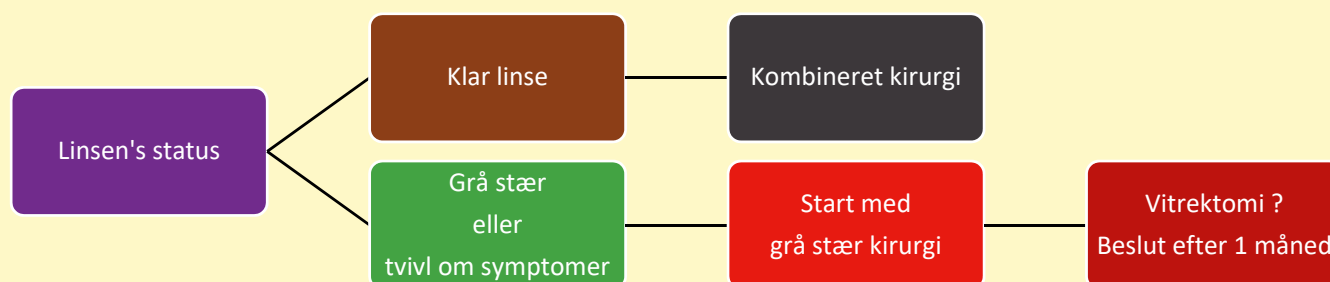 Linsen's status
Klar linse
Kombineret kirurgi
Grå stær
eller
tvivl om symptomer
Start med
grå stær kirurgi
Vitrektomi ?
Beslut efter 1 måned